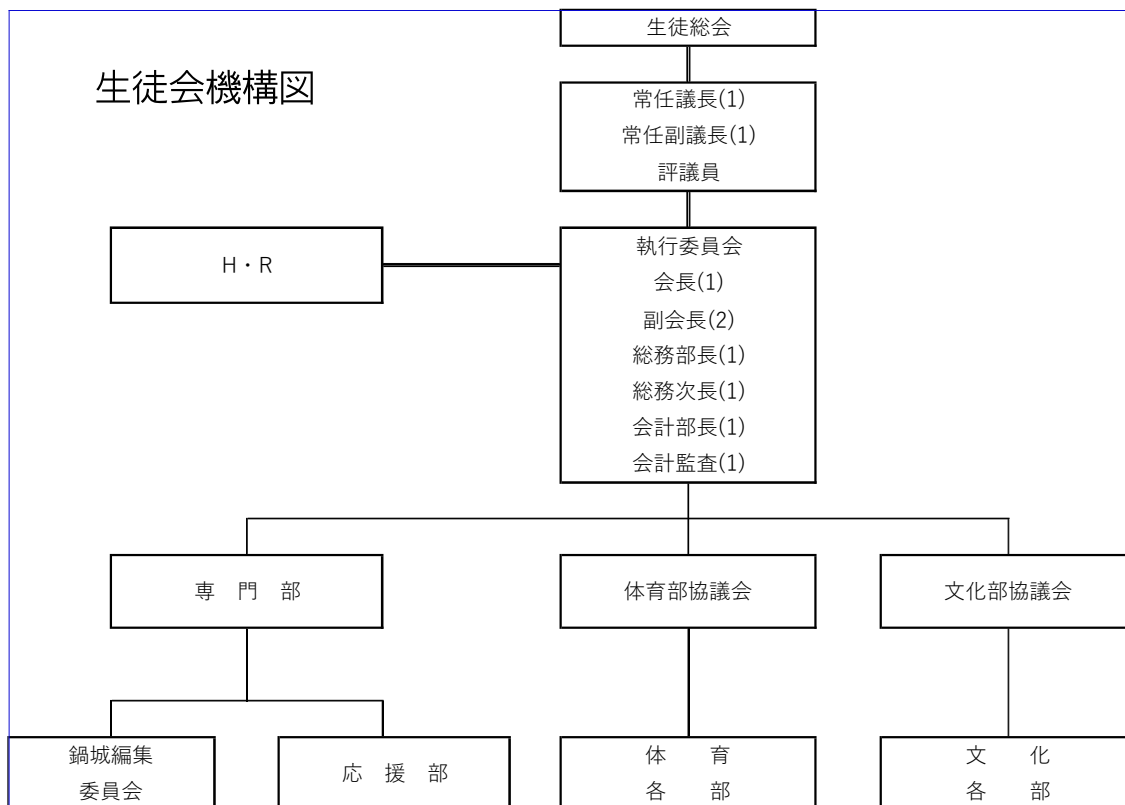 生徒会機構図
生徒総会
常任議長(1)
常任副議長(1)
評議員
H・R
執行委員会
会長(1)
副会長(2)
総務部長(1)
総務次長(1)
会計部長(1)
会計監査(1)
専　門　部
体育部協議会
文化部協議会
鍋城編集
委員会
応　援　部
体　　育
各　　部
文　　化
各　　部